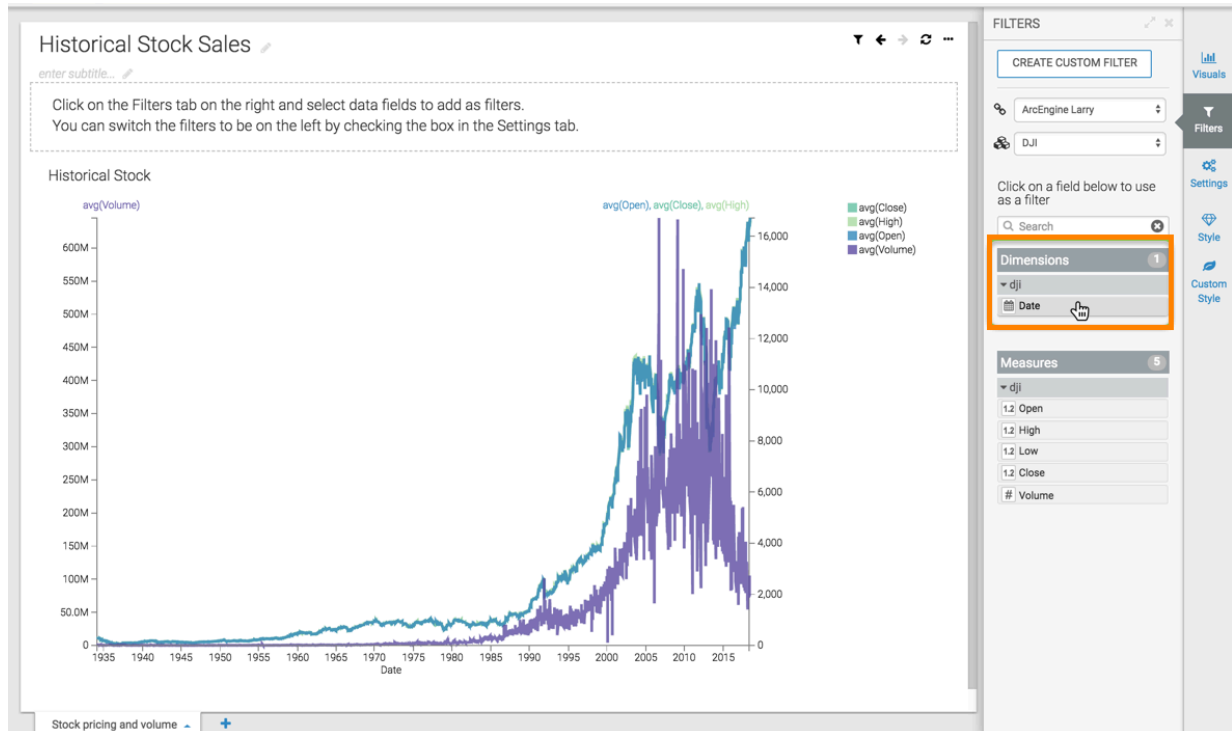 Historical Stock Sales
enter subtitle...
Click on the Filters tab on the right and select data fields to add as filters.
You can switch the filters to be on the left by checking the box in the Settings tab.
Historical Stock
avg(Volume)
avg(Open), avg(Close), avg(High)
avg(Close)
avg(High)
avg(Open)
avg(Volume)
600M
550M
500M
450M
400M
350M
300M
250M
200M
150M
100M
50.0M
0
16,000
14,000
12,000
10,000
8,000
6,000
4,000
2,000
0
1935 1940 1945 1950 1955 1960 1965 1970 1975 1980 1985 1990 1995 2000 2005 2010 2015
Date
Stock pricing and volume
+
FILTERS
CREATE CUSTOM FILTER
ArcEngine Larry
DJI
Click on a field below to use
as a filter
Search
Dimensions 1
dji
Date
Measures 5
dji
1.2 Open
1.2 High
1.2 Low
1.2 Close
# Volume
Visuals
Filters
Settings
Style
Custom
Style